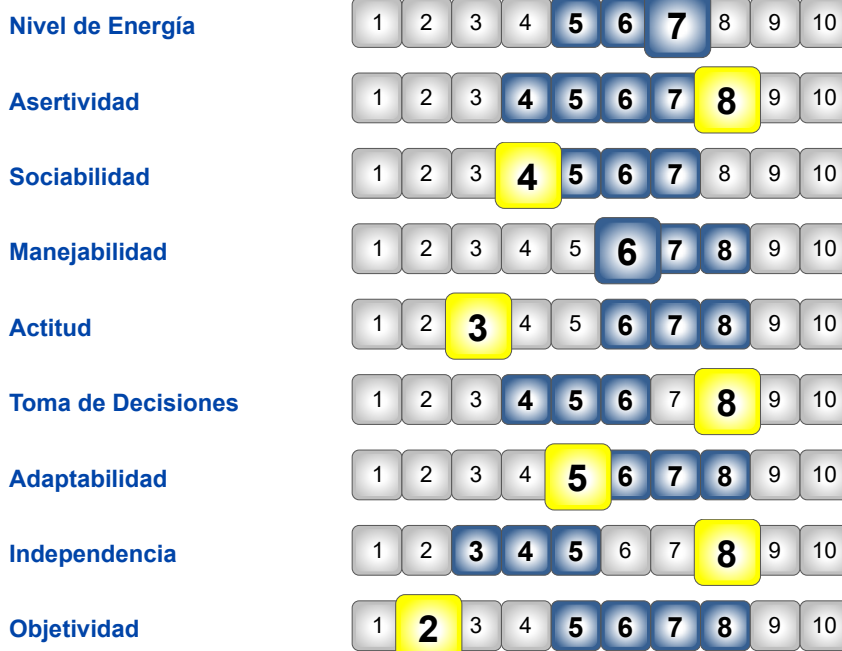 Nivel de Energía 1 2 3 4 5 6 7 8 9 10
Asertividad 1 2 3 4 5 6 7 8 9 10
Sociabilidad 1 2 3 4 5 6 7 8 9 10
Manejabilidad 1 2 3 4 5 6 7 8 9 10
Actitud 1 2 3 4 5 6 7 8 9 10
Toma de Decisiones 1 2 3 4 5 6 7 8 9 10
Adaptabilidad 1 2 3 4 5 6 7 8 9 10
Independencia 1 2 3 4 5 6 7 8 9 10
Objetividad 1 2 3 4 5 6 7 8 9 10